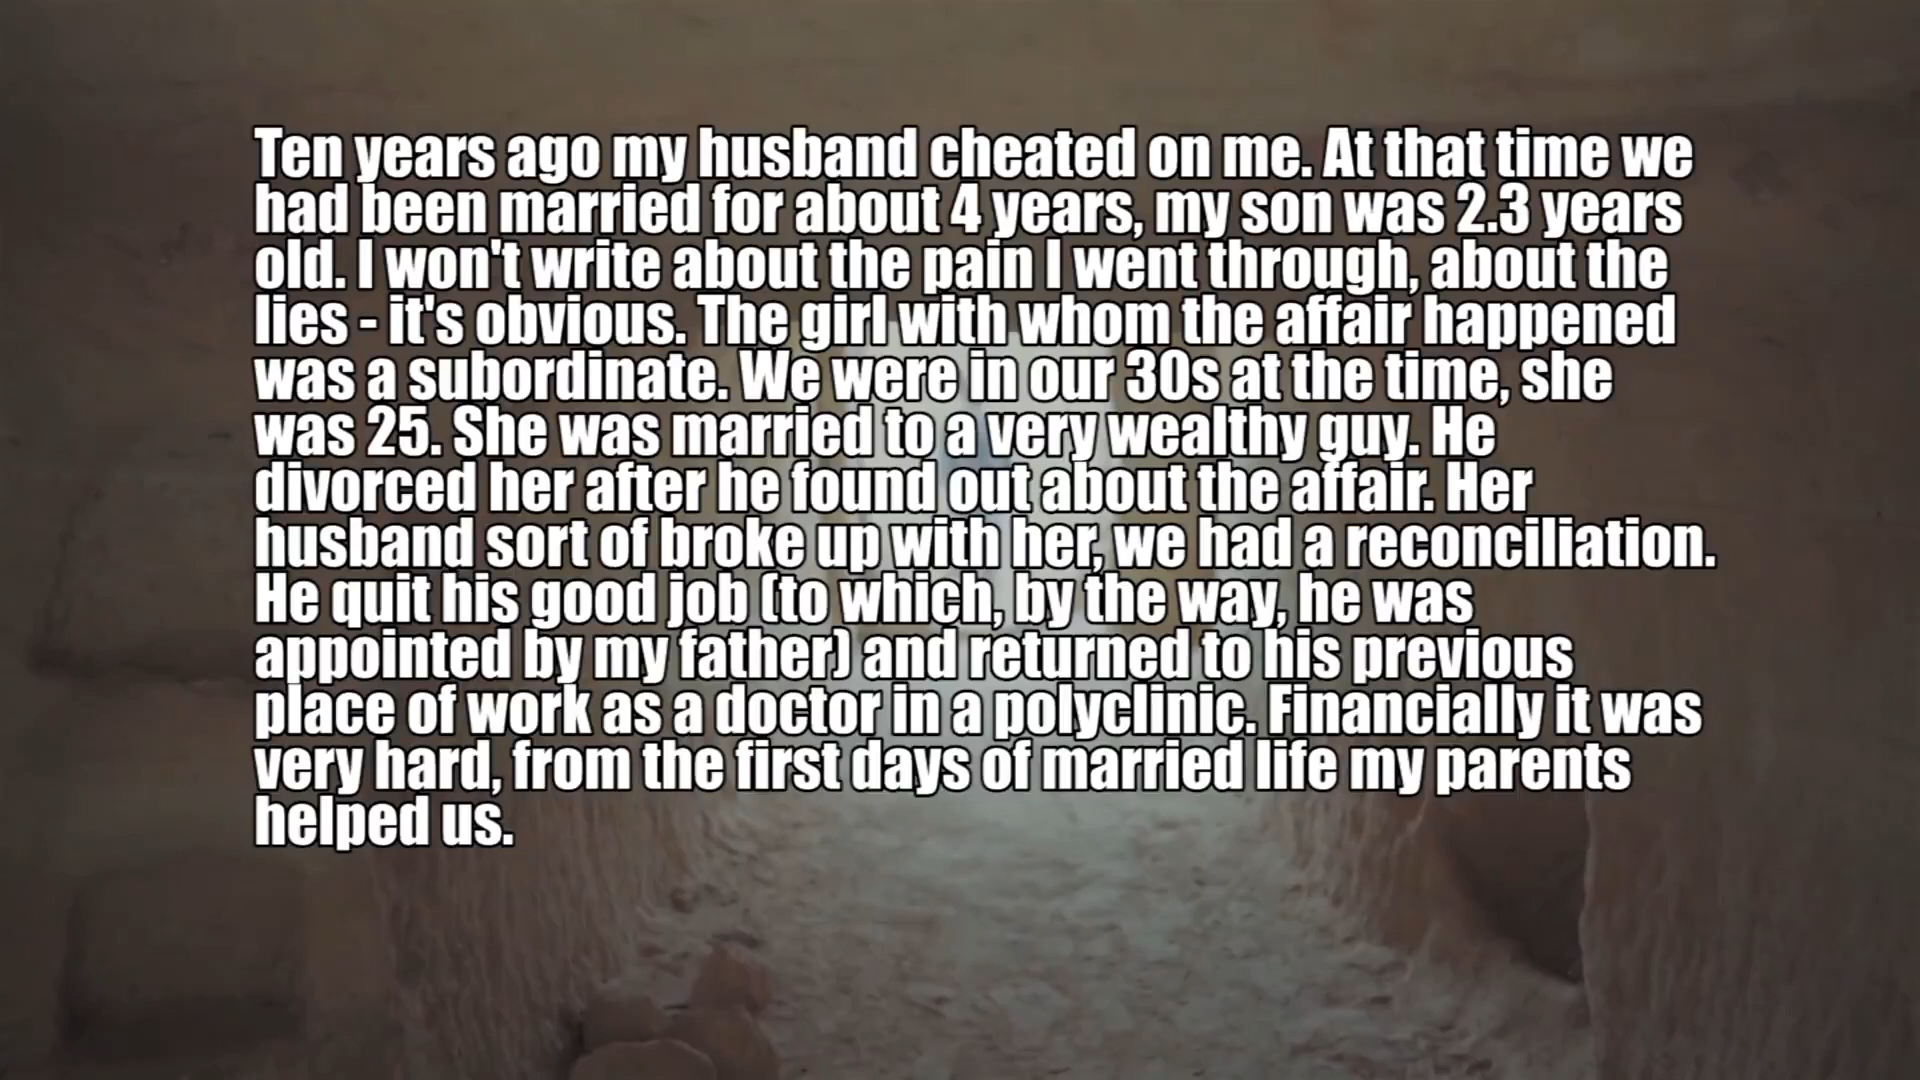 Ten years ago my husband cheated on me. At that time we
had been married for about 4 years, my son was 2.3 years
old. I won't write about the pain I went through, about the
lies - it's obvious. The girl with whom the affair happened
was a subordinate. We were in our 30s at the time, she
was 25. She was married to a very wealthy guy. He
divorced her after he found out about the affair. Her
husband sort of broke up with her, we had a reconciliation.
He quit his good job (to which, by the way, he was
appointed by my father) and returned to his previous
place of work as a doctor in a polyclinic. Financially it was
very hard, from the first days of married life my parents
helped us.